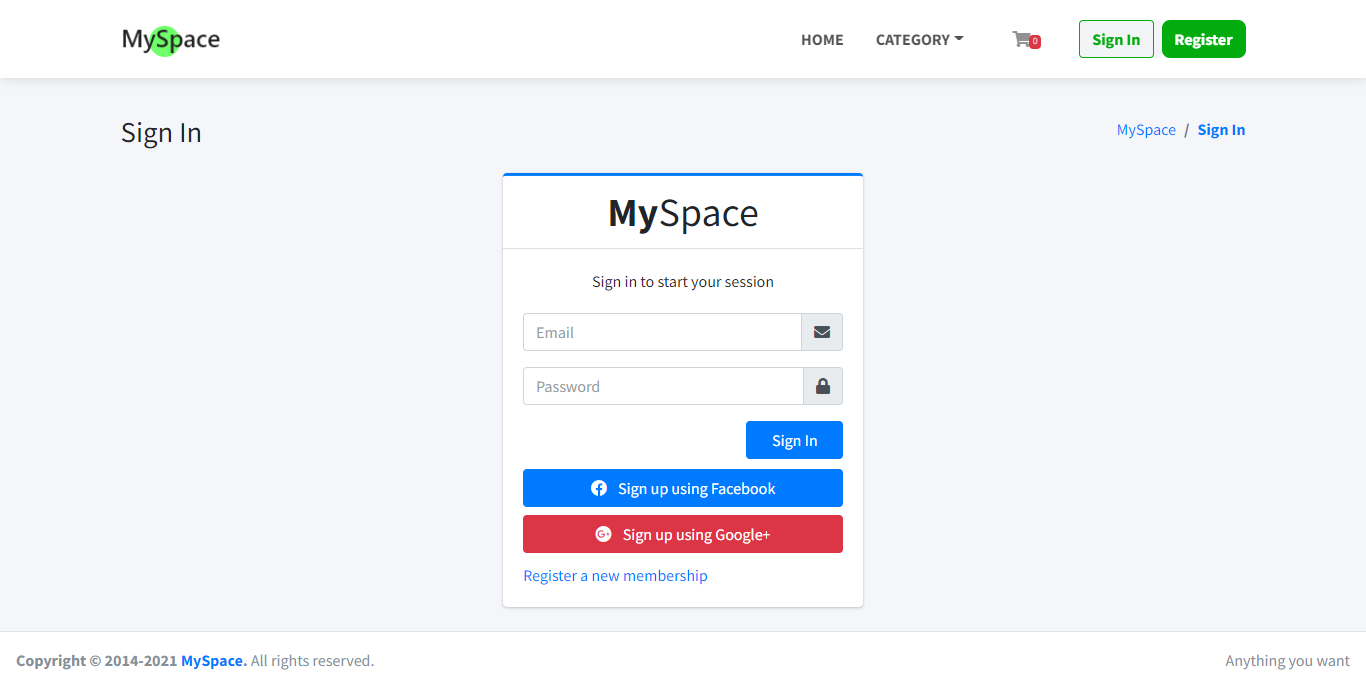 MySpace
HOME CATEGORY 0 Sign In Register
Sign In
MySpace / Sign In
MySpace
Sign in to start your session
Email
Password
Sign In
Sign up using Facebook
G+ Sign up using Google+
Register a new membership
Copyright © 2014-2021 MySpace. All rights reserved.
Anything you want